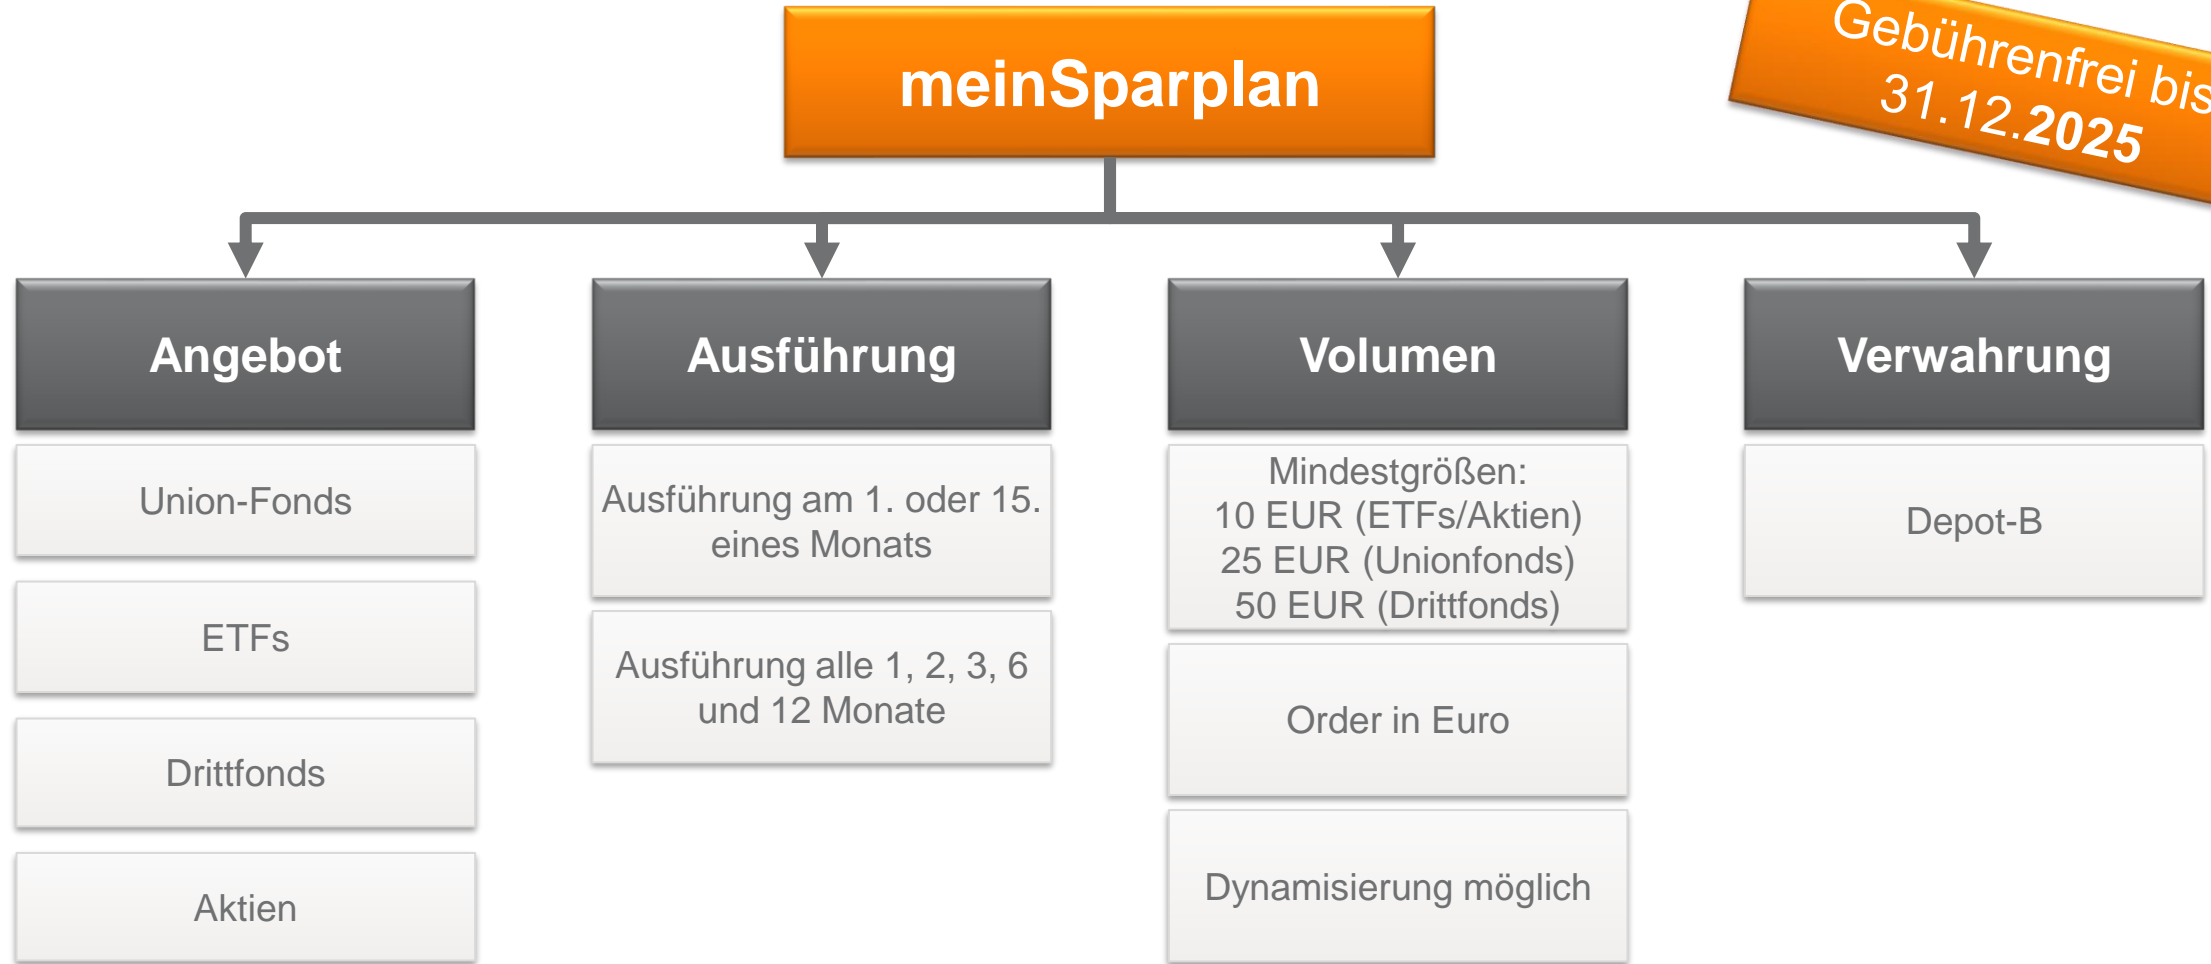 meinSparplan
Gebührenfrei bis
31.12.2025
Angebot
Union-Fonds
ETFs
Drittfonds
Aktien
Ausführung
Ausführung am 1. oder 15.
eines Monats
Ausführung alle 1, 2, 3, 6
und 12 Monate
Volumen
Mindestgrößen:
10 EUR (ETFs/Aktien)
25 EUR (Unionfonds)
50 EUR (Drittfonds)
Order in Euro
Dynamisierung möglich
Verwahrung
Depot-B